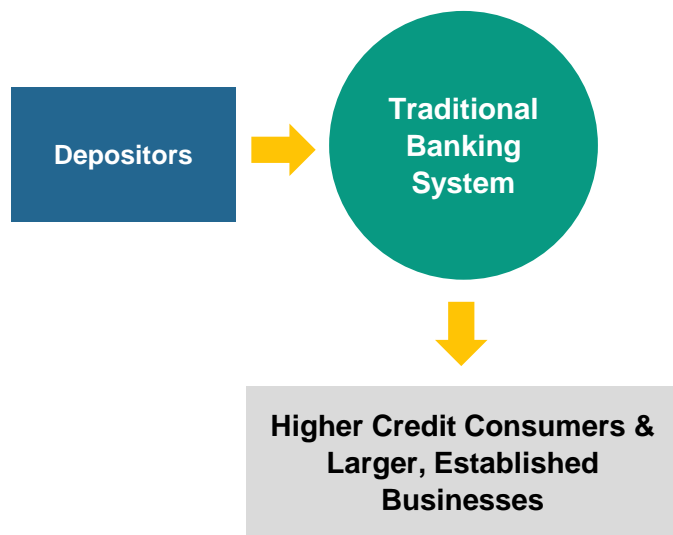 Depositors
Traditional
Banking
System
Higher Credit Consumers &
Larger, Established
Businesses